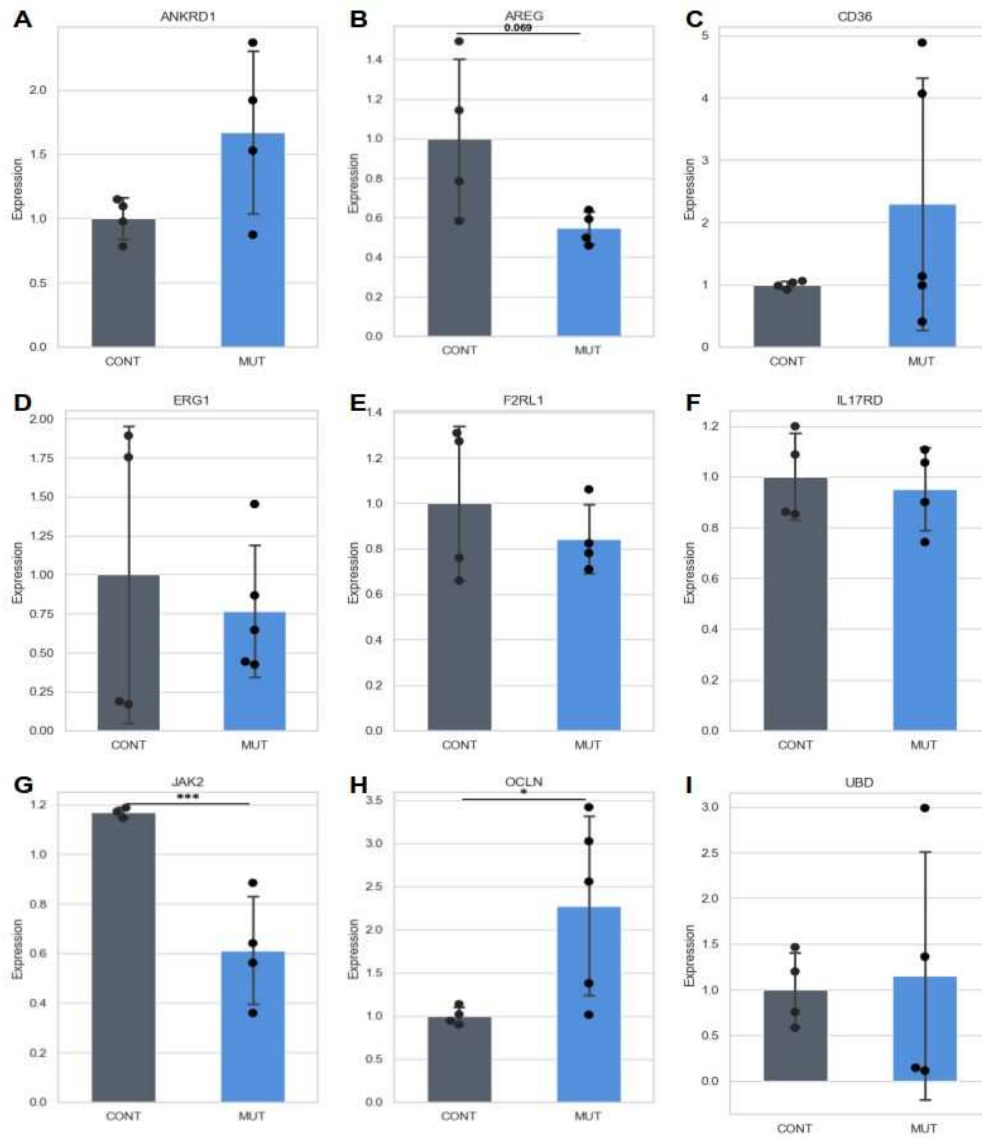 A
ANKRD1
Expression
2.0
1.5
1.0
0.5
0.0
CONT
MUT
B
AREG
0.069
Expression
1.4
1.2
1.0
0.8
0.6
0.4
0.2
0.0
CONT
MUT
C
CD36
Expression
5
4
3
2
1
0
CONT
MUT
D
ERG1
Expression
2.00
1.75
1.50
1.25
1.00
0.75
0.50
0.25
0.00
CONT
MUT
E
F2RL1
Expression
1.4
1.2
1.0
0.8
0.6
0.4
0.2
0.0
CONT
MUT
F
IL17RD
Expression
1.2
1.0
0.8
0.6
0.4
0.2
0.0
CONT
MUT
G
JAK2
***
Expression
1.2
1.0
0.8
0.6
0.4
0.2
0.0
CONT
MUT
H
OCLN
*
Expression
3.5
3.0
2.5
2.0
1.5
1.0
0.5
0.0
CONT
MUT
I
UBD
Expression
3.0
2.5
2.0
1.5
1.0
0.5
0.0
CONT
MUT